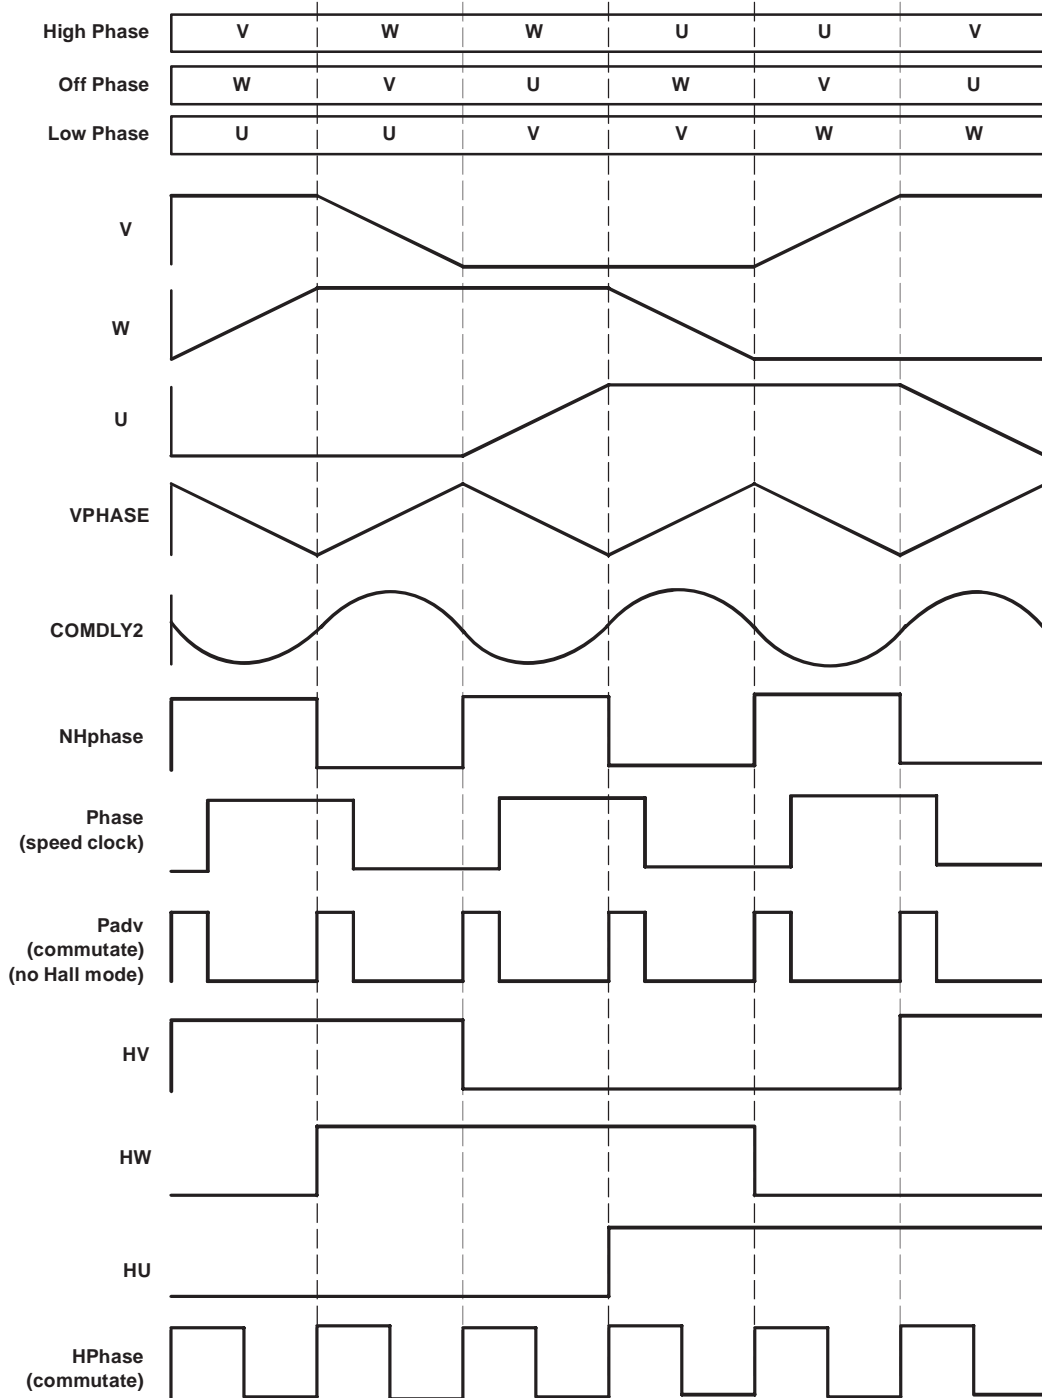 High Phase V W W U U V
Off Phase W V U W V U
Low Phase U U V V W W
V
W
U
VPHASE
COMDLY2
NHphase
Phase
(speed clock)
Padv
(commutate)
(no Hall mode)
HV
HW
HU
HPhase
(commutate)